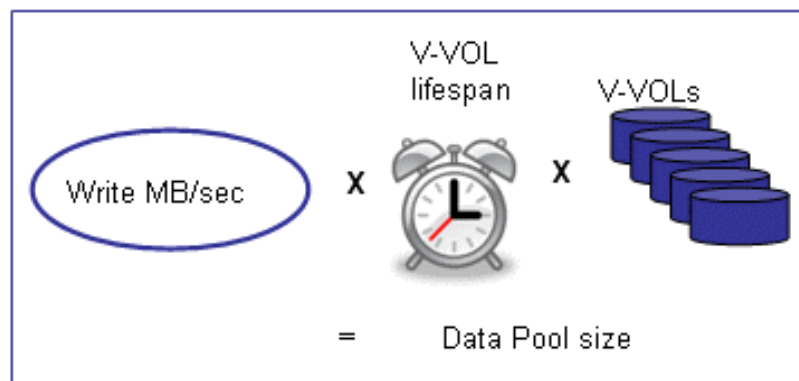 V-VOL
lifespan
V-VOLs
Write MB/sec
x
x
= Data Pool size